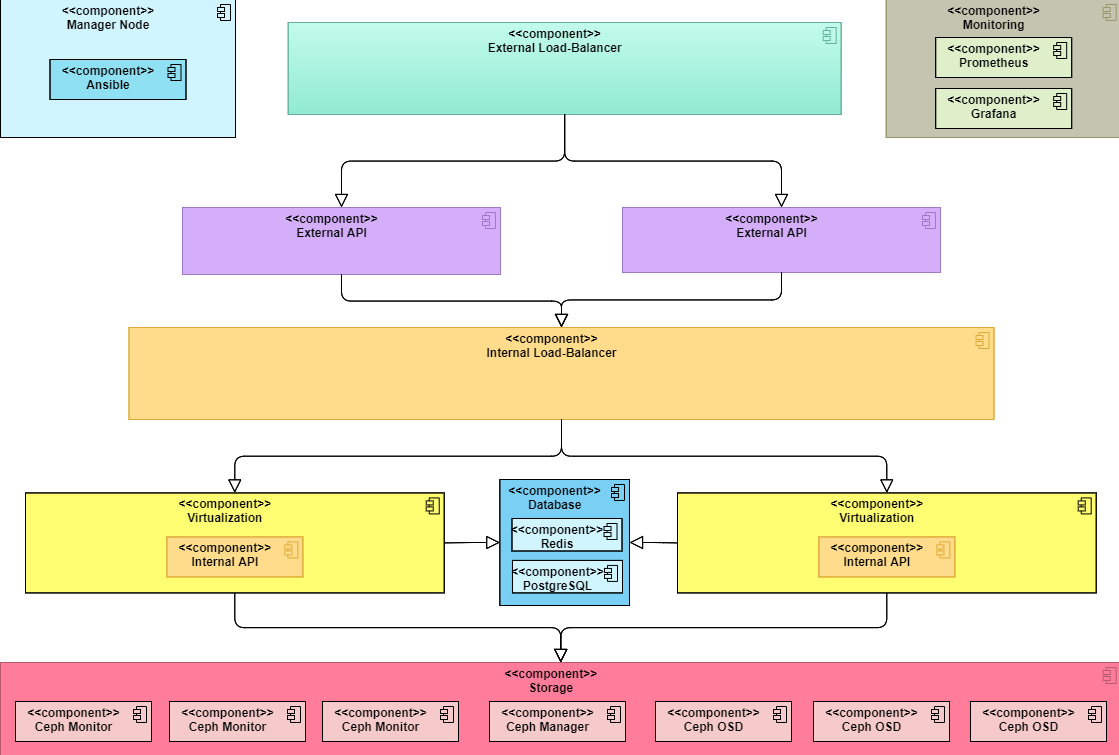 <<component>>
Manager Node
<<component>>
Ansible
<<component>>
External Load-Balancer
<<component>>
Monitoring
<<component>>
Prometheus
<<component>>
Grafana
<<component>>
External API
<<component>>
External API
<<component>>
Internal Load-Balancer
<<component>>
Virtualization
<<component>>
Internal API
<<component>>
Database
<<component>>
Redis
<<component>>
PostgreSQL
<<component>>
Virtualization
<<component>>
Internal API
<<component>>
Storage
<<component>>
Ceph Monitor
<<component>>
Ceph Monitor
<<component>>
Ceph Monitor
<<component>>
Ceph Manager
<<component>>
Ceph OSD
<<component>>
Ceph OSD
<<component>>
Ceph OSD